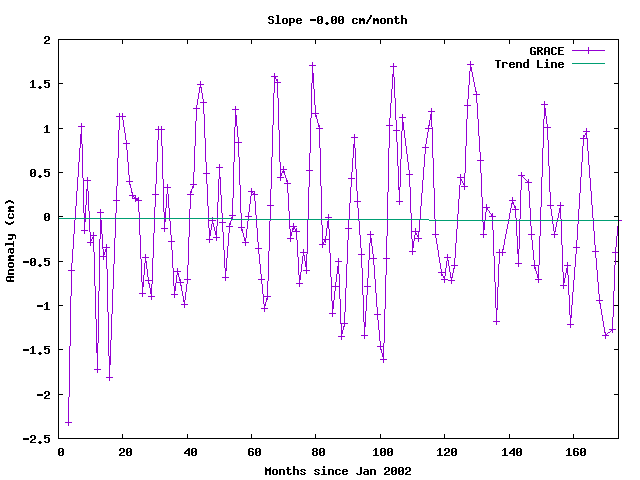 Slope -0.00 cm/month
GRACE
Trend Line
2
1.5
1
0.5
0
-0.5
-1
-1.5
-2
-2.5
Anomaly (cm)
0 20 40 60 80 100 120 140 160
Months since Jan 2002